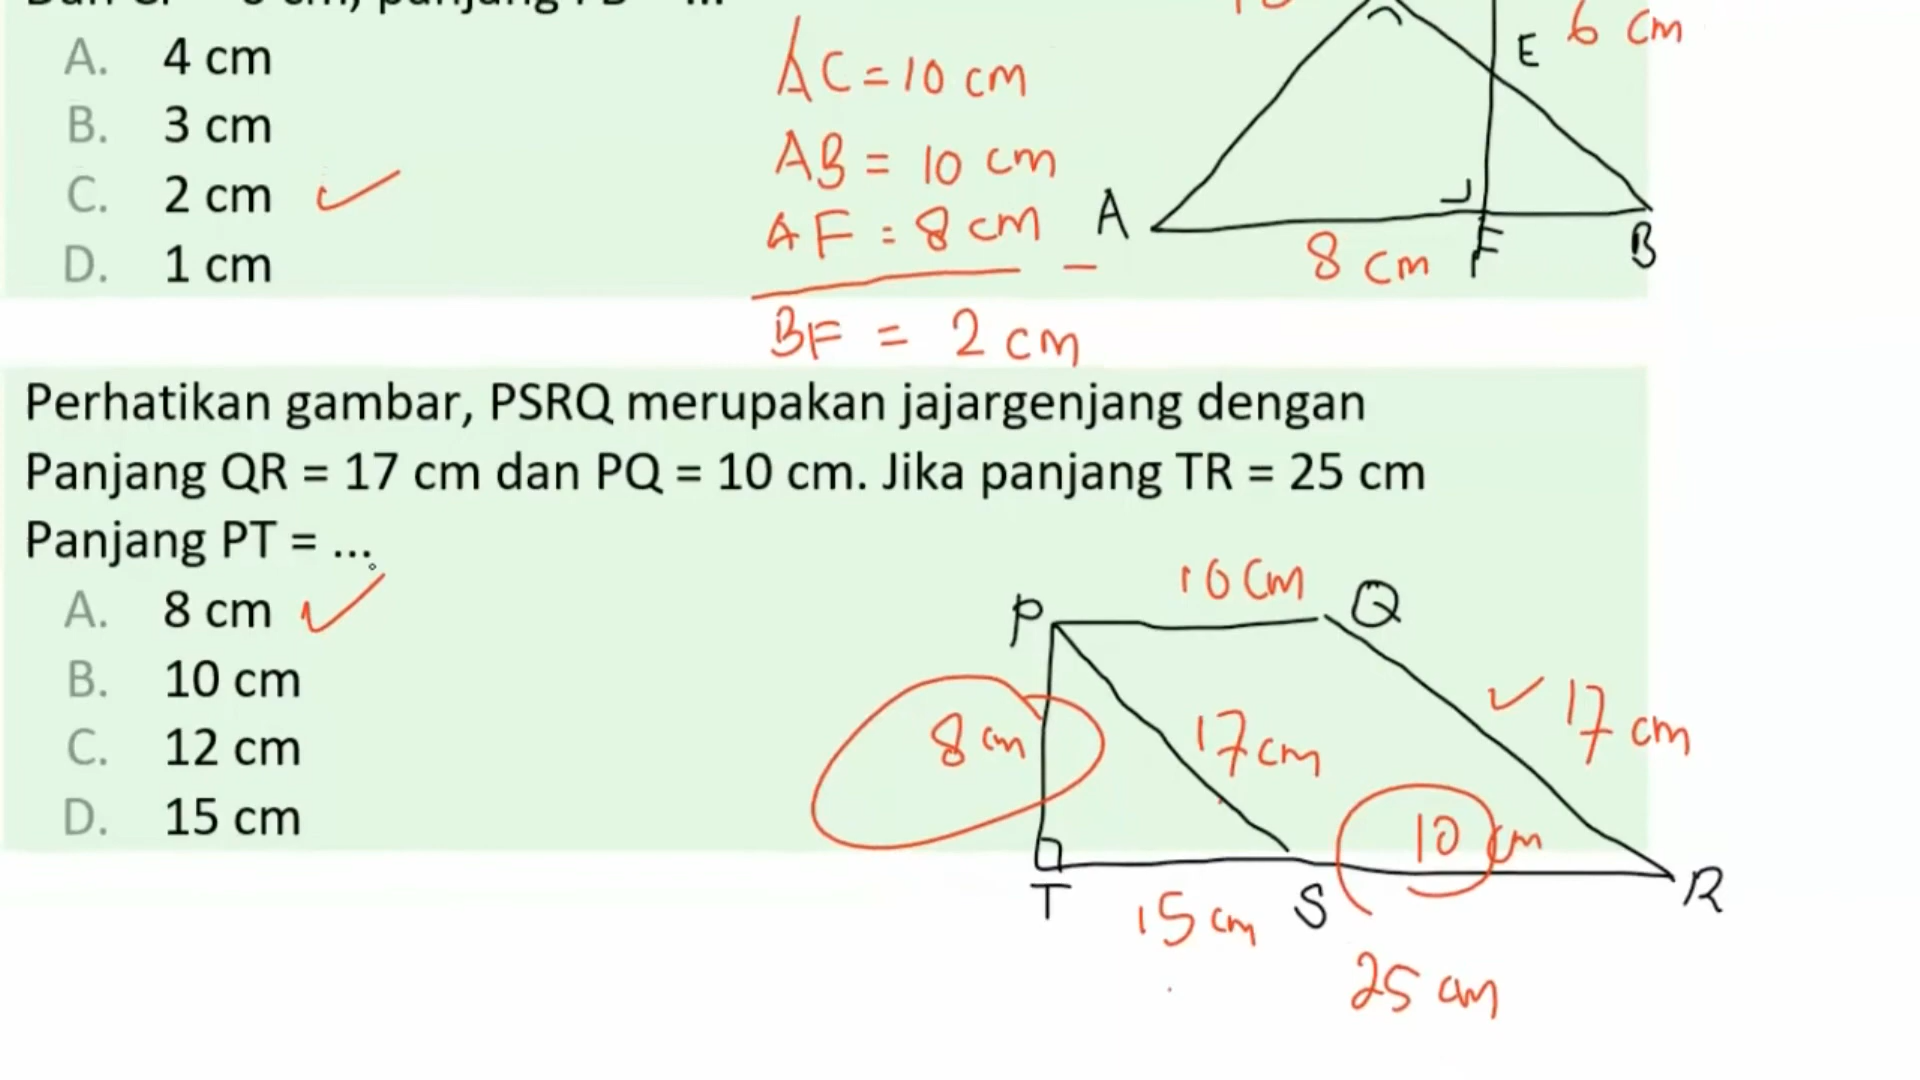 panjang
A. 4 cm
B. 3 cm
C. 2 cm
D. 1 cm
AC = 10 cm
AB = 10 cm
AF = 8 cm -
BF = 2 cm
E 6 cm
A
8 cm F B
Perhatikan gambar, PSRQ merupakan jajargenjang dengan
Panjang QR = 17 cm dan PQ = 10 cm. Jika panjang TR = 25 cm
Panjang PT = ...
A. 8 cm
B. 10 cm
C. 12 cm
D. 15 cm
P 10 cm Q
8 cm 17 cm 17 cm
10 cm
T 15 cm S R
25 cm